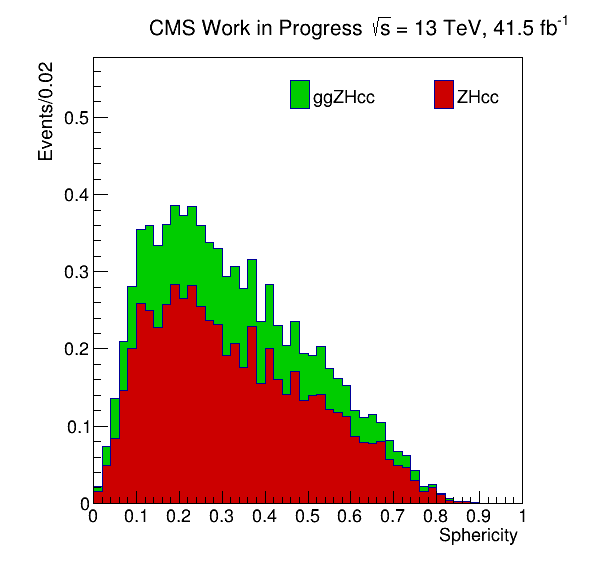 CMS Work in Progress √s = 13 TeV, 41.5 fb⁻¹
Events/0.02
ggZHcc
ZHcc
0.5
0.4
0.3
0.2
0.1
0
0 0.1 0.2 0.3 0.4 0.5 0.6 0.7 0.8 0.9 1
Sphericity